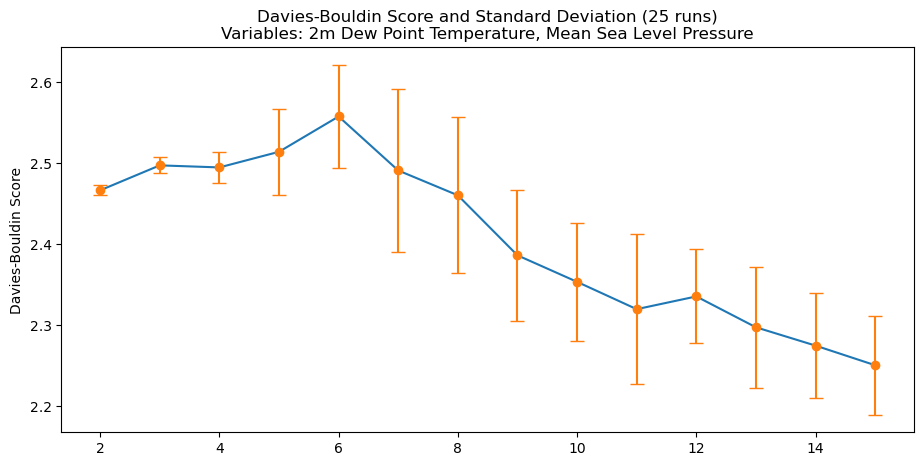 Davies-Bouldin Score and Standard Deviation (25 runs)
Variables: 2m Dew Point Temperature, Mean Sea Level Pressure
Davies-Bouldin Score
2.6
2.5
2.4
2.3
2.2
2 4 6 8 10 12 14